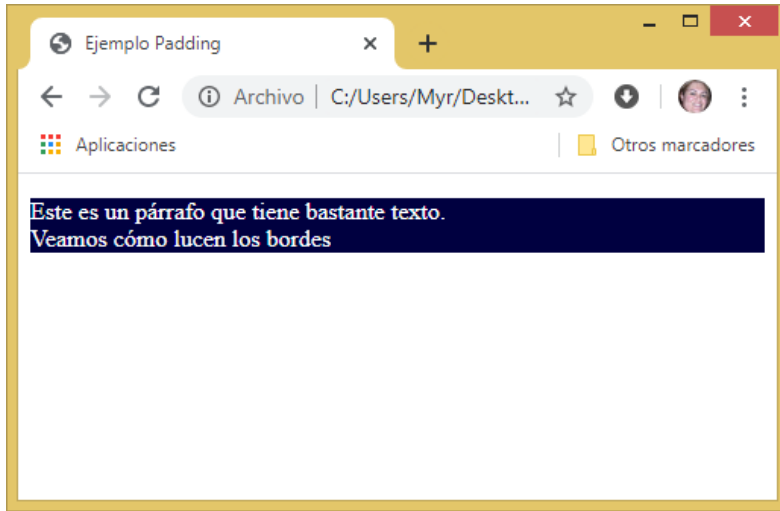 Ejemplo Padding
Archivo | C:/Users/Myr/Deskt...
Aplicaciones
Otros marcadores
Este es un párrafo que tiene bastante texto.
Veamos cómo lucen los bordes